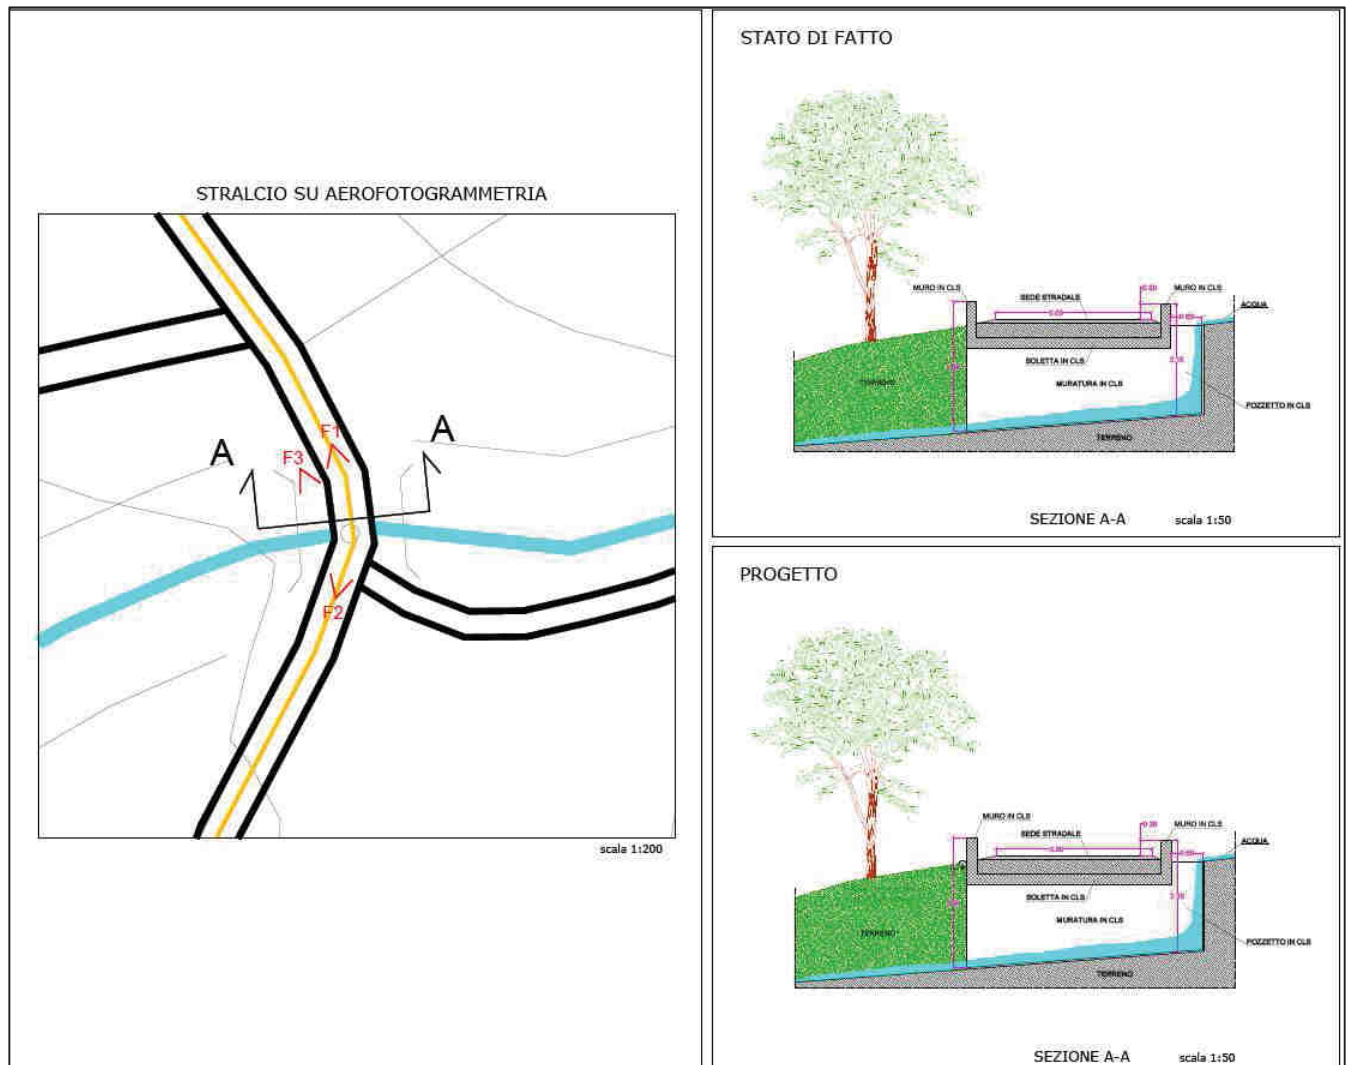 STRALCIO SU AEROFOTOGRAMMETRIA
A
A
F1
F3
F2
scala 1:200
STATO DI FATTO
MURO IN CLS
SEDE STRADALE
MURO IN CLS
ACQUA
SOLETTA IN CLS
MURATURA IN CLS
TERRENO
POZZETTO IN CLS
TERRENO
SEZIONE A-A
scala 1:50
PROGETTO
MURO IN CLS
SEDE STRADALE
MURO IN CLS
ACQUA
SOLETTA IN CLS
MURATURA IN CLS
TERRENO
POZZETTO IN CLS
TERRENO
SEZIONE A-A
scala 1:50